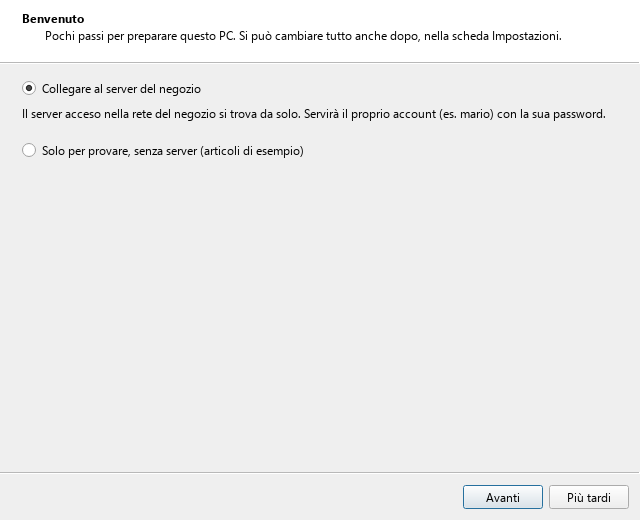 Benvenuto
Pochi passi per preparare questo PC. Si può cambiare tutto anche dopo, nella scheda Impostazioni.
Collegare al server del negozio
Il server acceso nella rete del negozio si trova da solo. Servirà il proprio account (es. mario) con la sua password.
Solo per provare, senza server (articoli di esempio)
Avanti
Più tardi